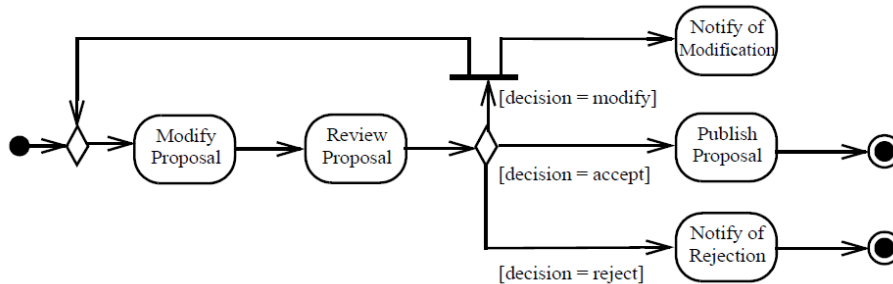 Notify of
Modification
[decision = modify]
Modify
Proposal
Review
Proposal
Publish
Proposal
[decision = accept]
Notify of
Rejection
[decision = reject]